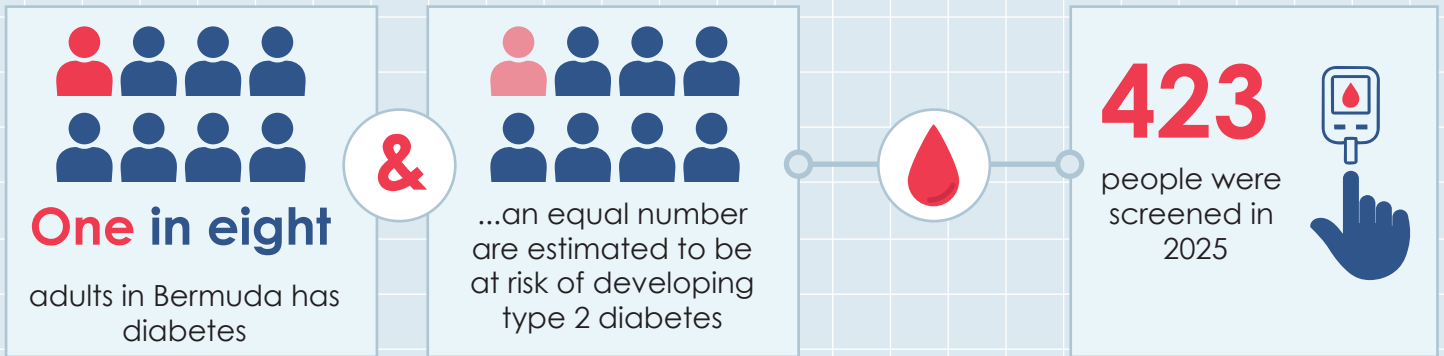 One in eight
adults in Bermuda has
diabetes
&
...an equal number
are estimated to be
at risk of developing
type 2 diabetes
423
people were
screened in
2025